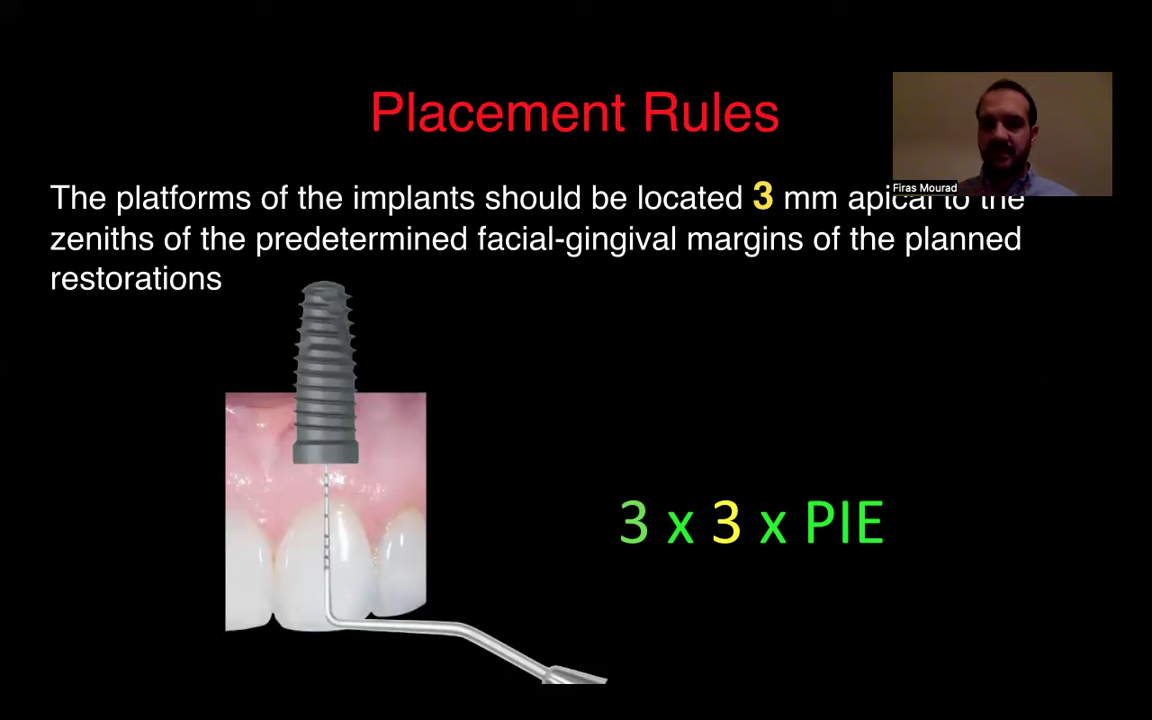 Placement Rules
Firas Mourad
The platforms of the implants should be located 3 mm apical to the
zeniths of the predetermined facial-gingival margins of the planned
restorations
3 x 3 x PIE